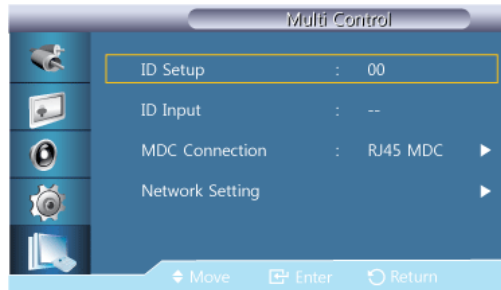 Multi Control
ID Setup : 00
ID Input : --
MDC Connection : RJ45 MDC
Network Setting
Move Enter Return